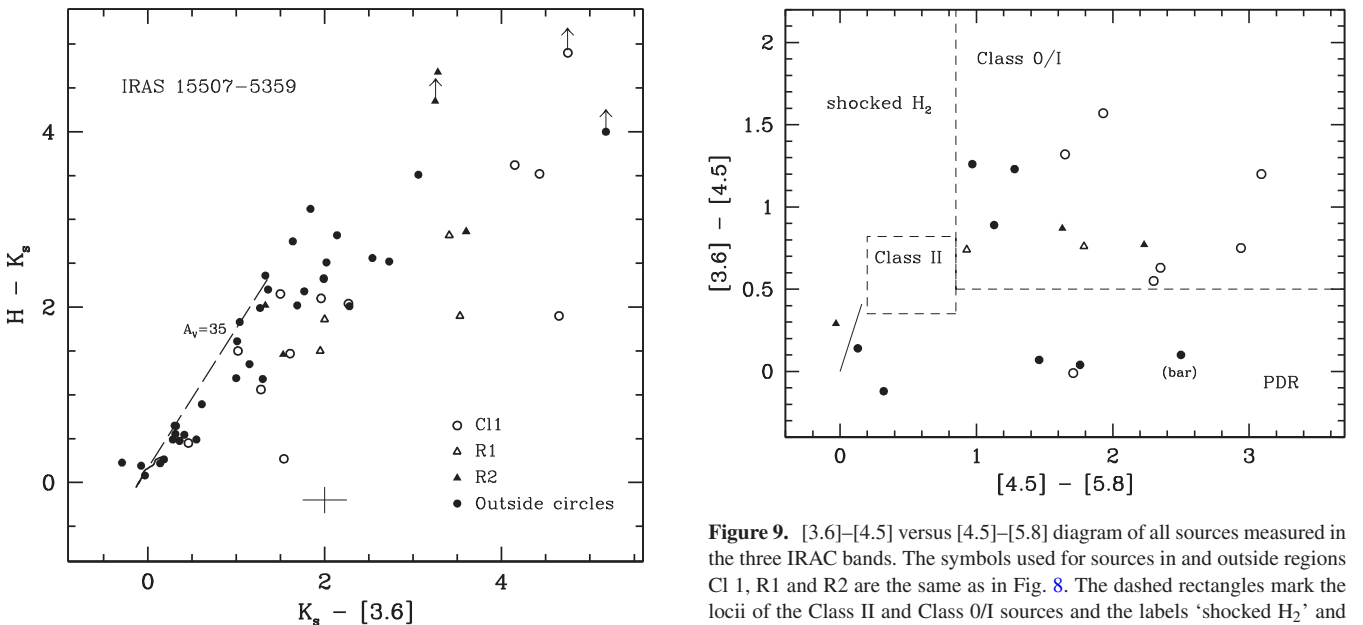 IRAS 15507–5359
4
2
0
H − Kₛ
Aᵥ=35
Cl1
R1
R2
Outside circles
0
2
4
Kₛ − [3.6]
2
1.5
1
0.5
0
[3.6] − [4.5]
Class 0/I
shocked H₂
Class II
(bar)
PDR
0
1
2
3
[4.5] − [5.8]
Figure 9. [3.6]–[4.5] versus [4.5]–[5.8] diagram of all sources measured in
the three IRAC bands. The symbols used for sources in and outside regions
Cl 1, R1 and R2 are the same as in Fig. 8. The dashed rectangles mark the
locii of the Class II and Class 0/I sources and the labels ‘shocked H₂’ and